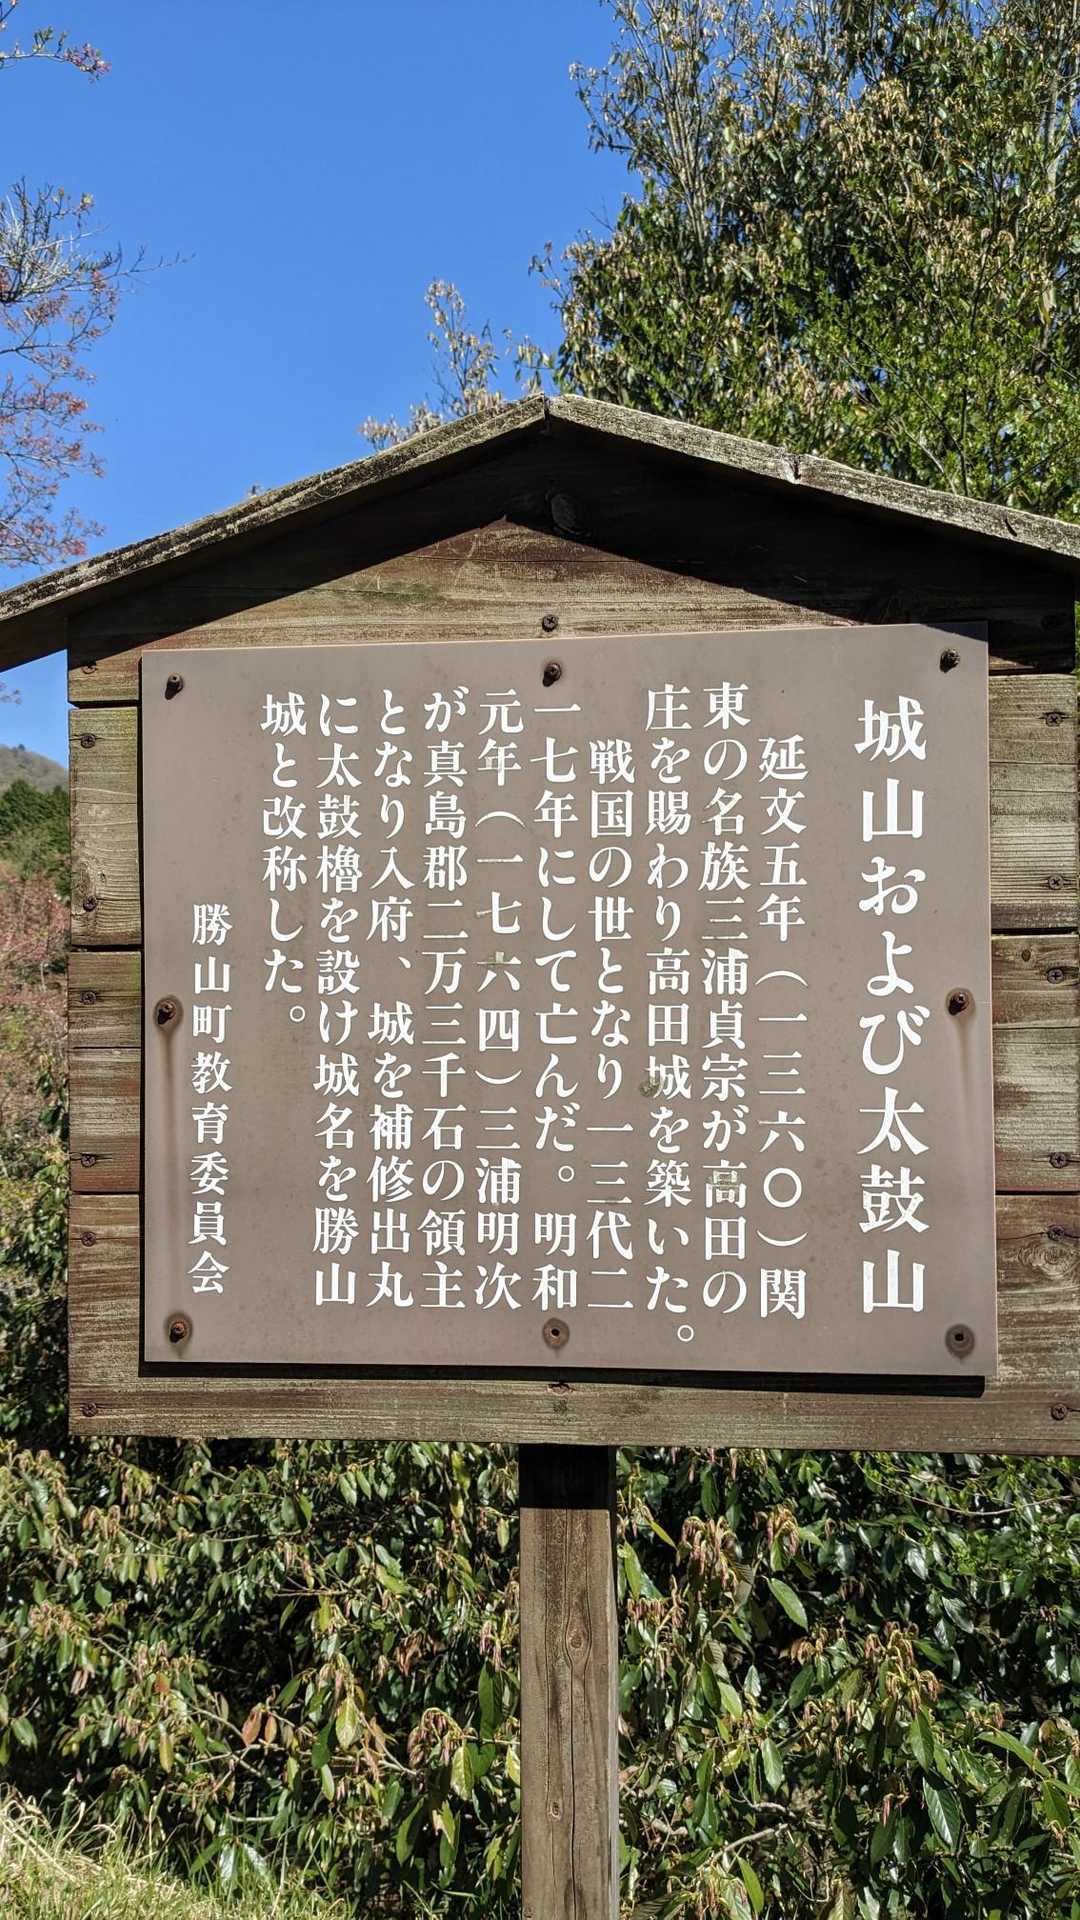 城山および太鼓山
延文五年（一三六〇）関
東の名族三浦貞宗が高田の
庄を賜わり高田城を築いた。
戦国の世となり一三代二
一七年にして亡んだ。明和
元年（一七六四）三浦明次
が真島郡二万三千石の領主
となり入府、城を補修出丸
に太鼓櫓を設け城名を勝山
城と改称した。
勝山町教育委員会